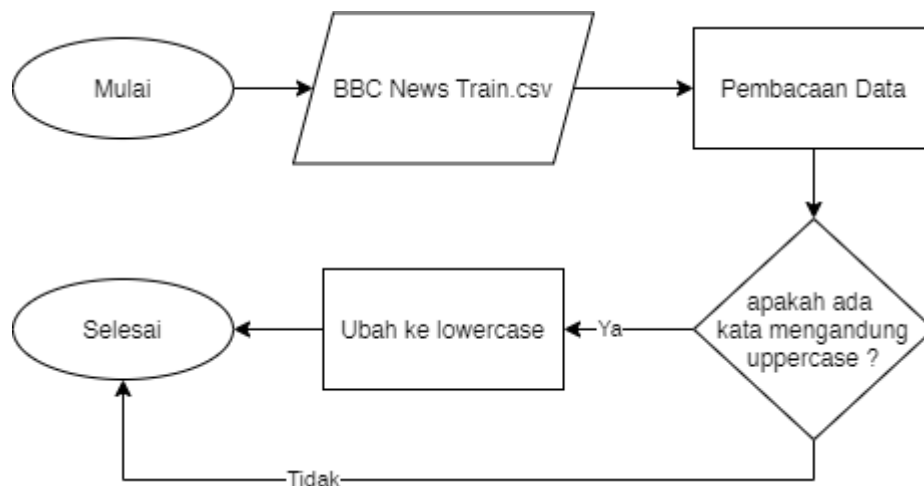 Mulai
BBC News Train.csv
Pembacaan Data
apakah ada
kata mengandung
uppercase ?
Ya
Ubah ke lowercase
Selesai
Tidak